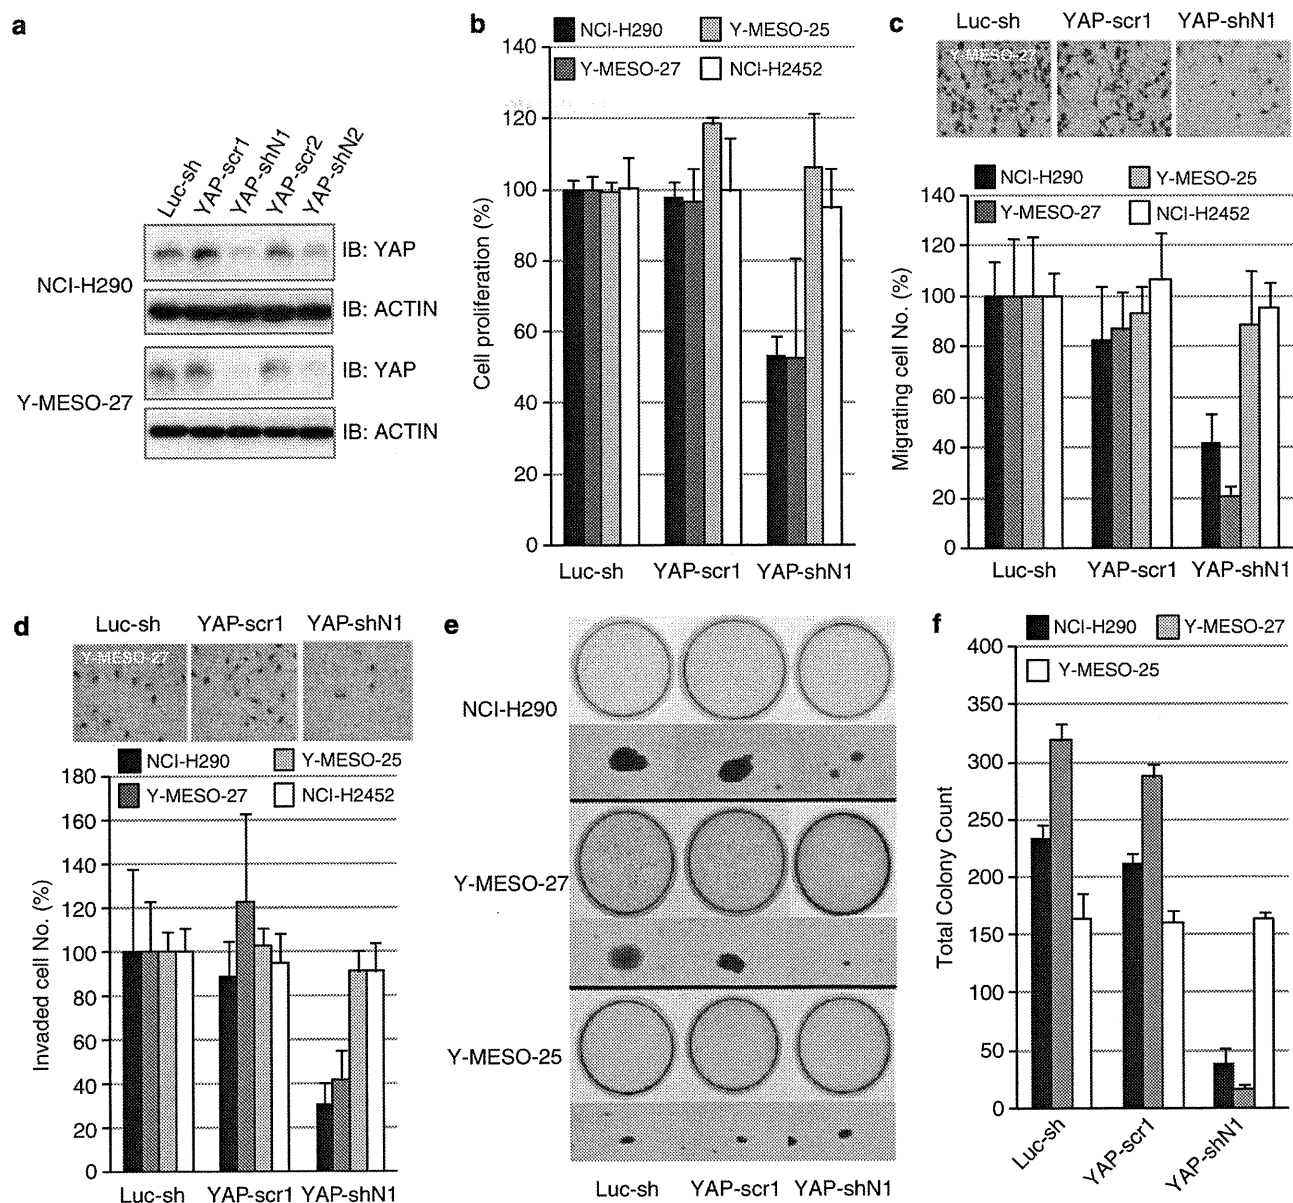 a
Luc-sh
YAP-scr1
YAP-shN1
YAP-scr2
YAP-shN2
NCI-H290
IB: YAP
IB: ACTIN
Y-MESO-27
IB: YAP
IB: ACTIN
b
NCI-H290
Y-MESO-25
Y-MESO-27
NCI-H2452
Cell proliferation (%)
140
120
100
80
60
40
20
0
Luc-sh YAP-scr1 YAP-shN1
c
Luc-sh YAP-scr1 YAP-shN1
Y-MESO-27
NCI-H290
Y-MESO-25
Y-MESO-27
NCI-H2452
Migrating cell No. (%)
140
120
100
80
60
40
20
0
Luc-sh YAP-scr1 YAP-shN1
d
Luc-sh YAP-scr1 YAP-shN1
Y-MESO-27
NCI-H290
Y-MESO-25
Y-MESO-27
NCI-H2452
Invaded cell No. (%)
180
160
140
120
100
80
60
40
20
0
Luc-sh YAP-scr1 YAP-shN1
e
NCI-H290
Y-MESO-27
Y-MESO-25
Luc-sh YAP-scr1 YAP-shN1
f
NCI-H290
Y-MESO-27
Y-MESO-25
Total Colony Count
400
350
300
250
200
150
100
50
0
Luc-sh
YAP-scr1
YAP-shN1